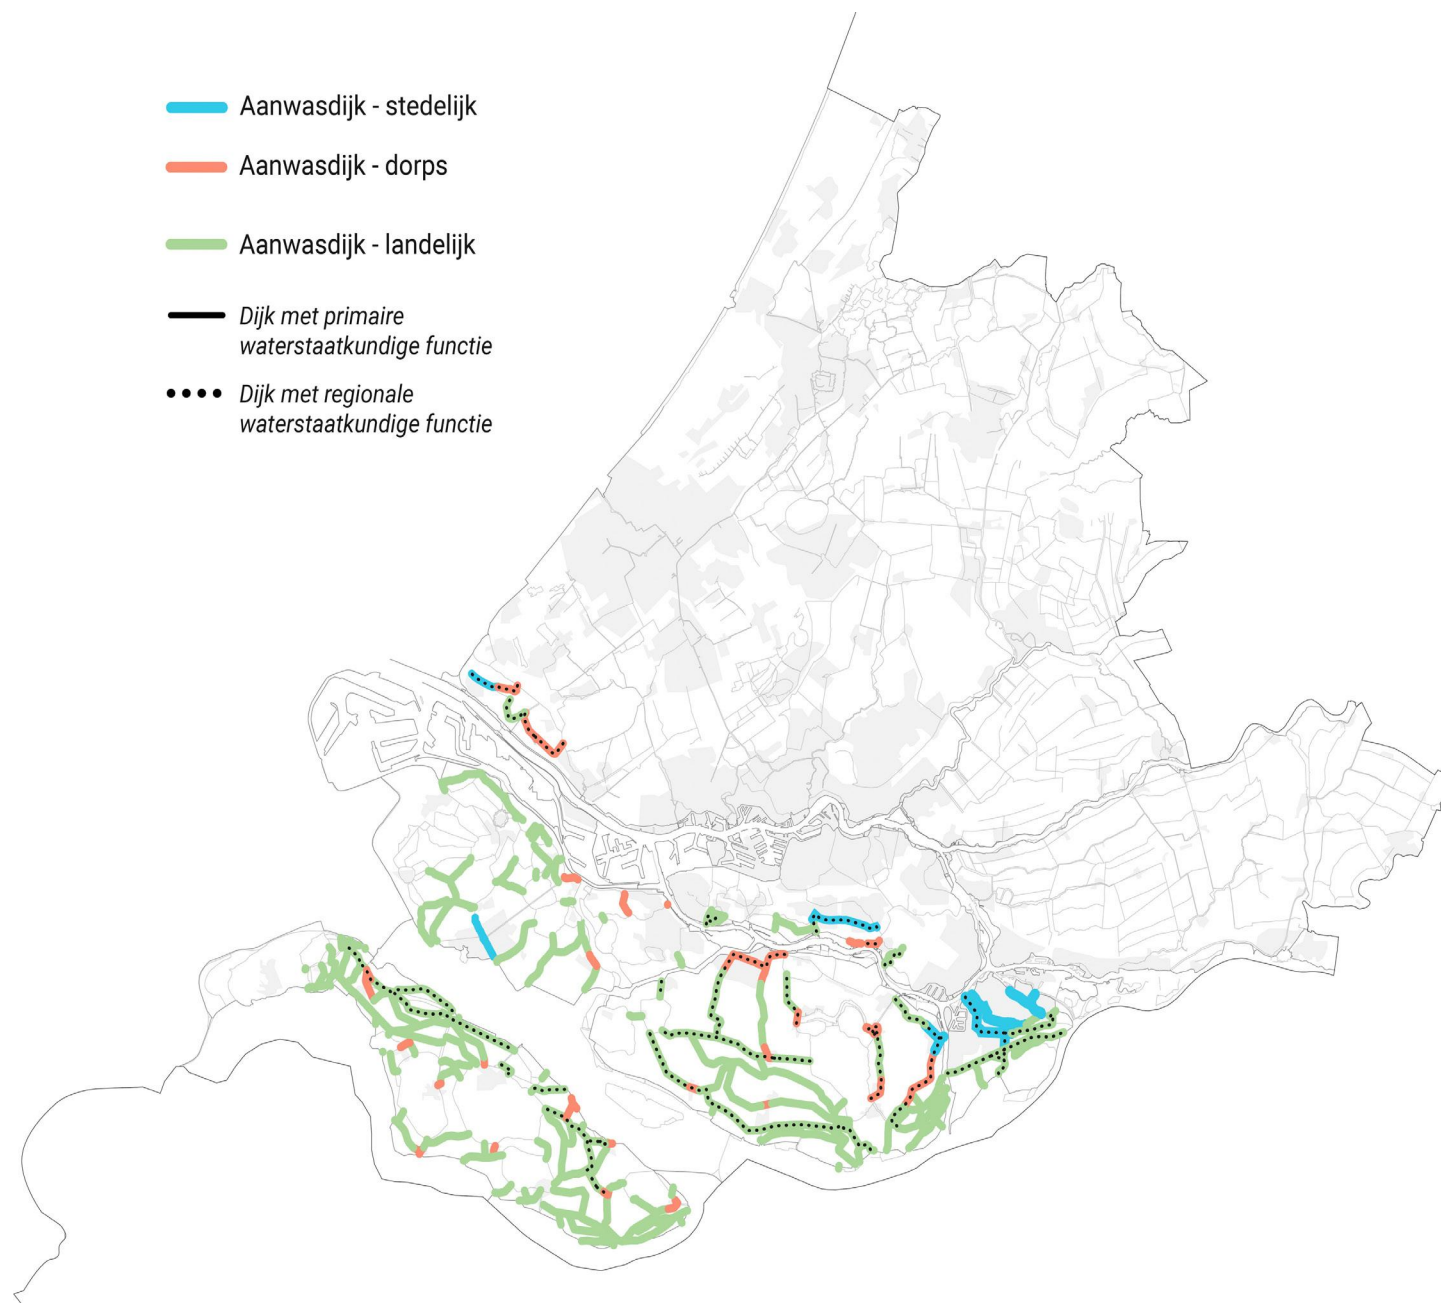 Aanwasdijk - stedelijk
Aanwasdijk - dorps
Aanwasdijk - landelijk
Dijk met primaire
waterstaatkundige functie
Dijk met regionale
waterstaatkundige functie